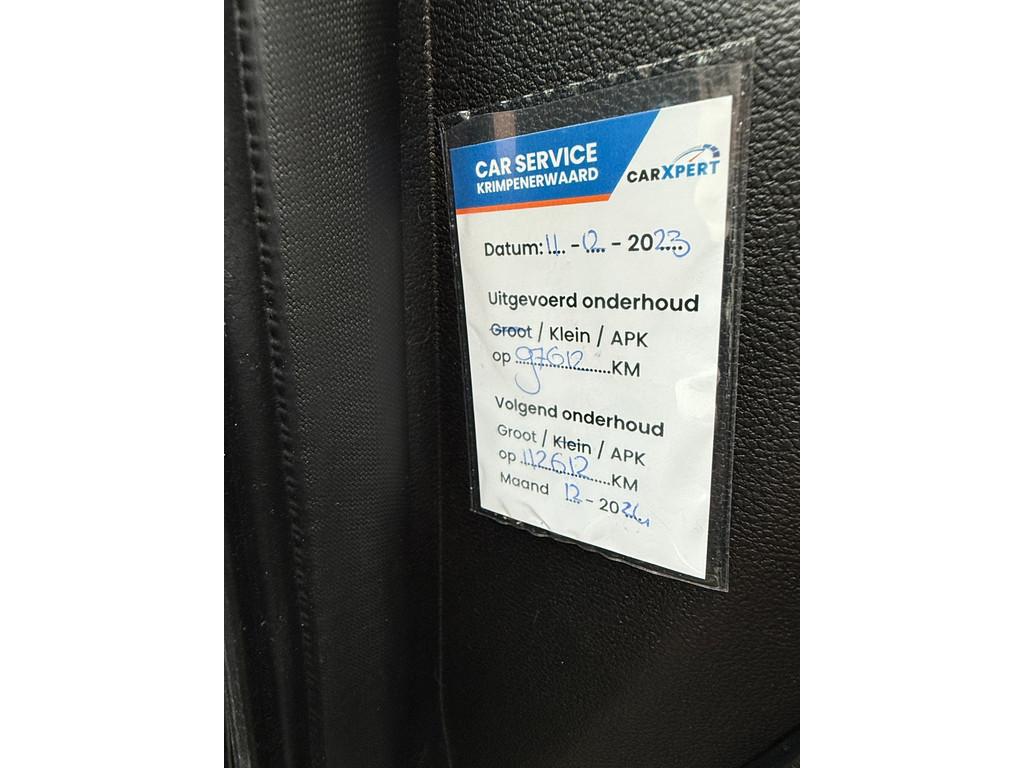 CAR SERVICE
KRIMPENERWAARD
CARXPERT
Datum: 11 - 12 - 2023
Uitgevoerd onderhoud
Groot / Klein / APK
op 97612 KM
Volgend onderhoud
Groot / Klein / APK
op 112612 KM
Maand 12 - 2024